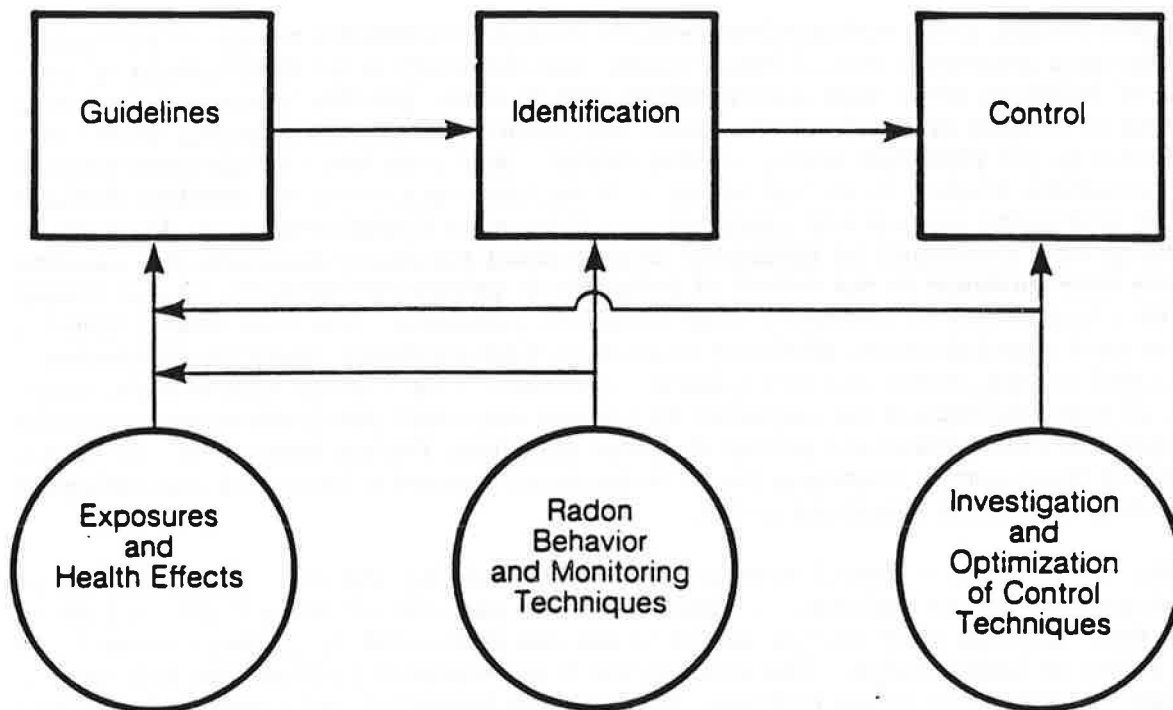 Guidelines
Identification
Control
Exposures
and
Health Effects
Radon
Behavior
and Monitoring
Techniques
Investigation
and
Optimization
of Control
Techniques